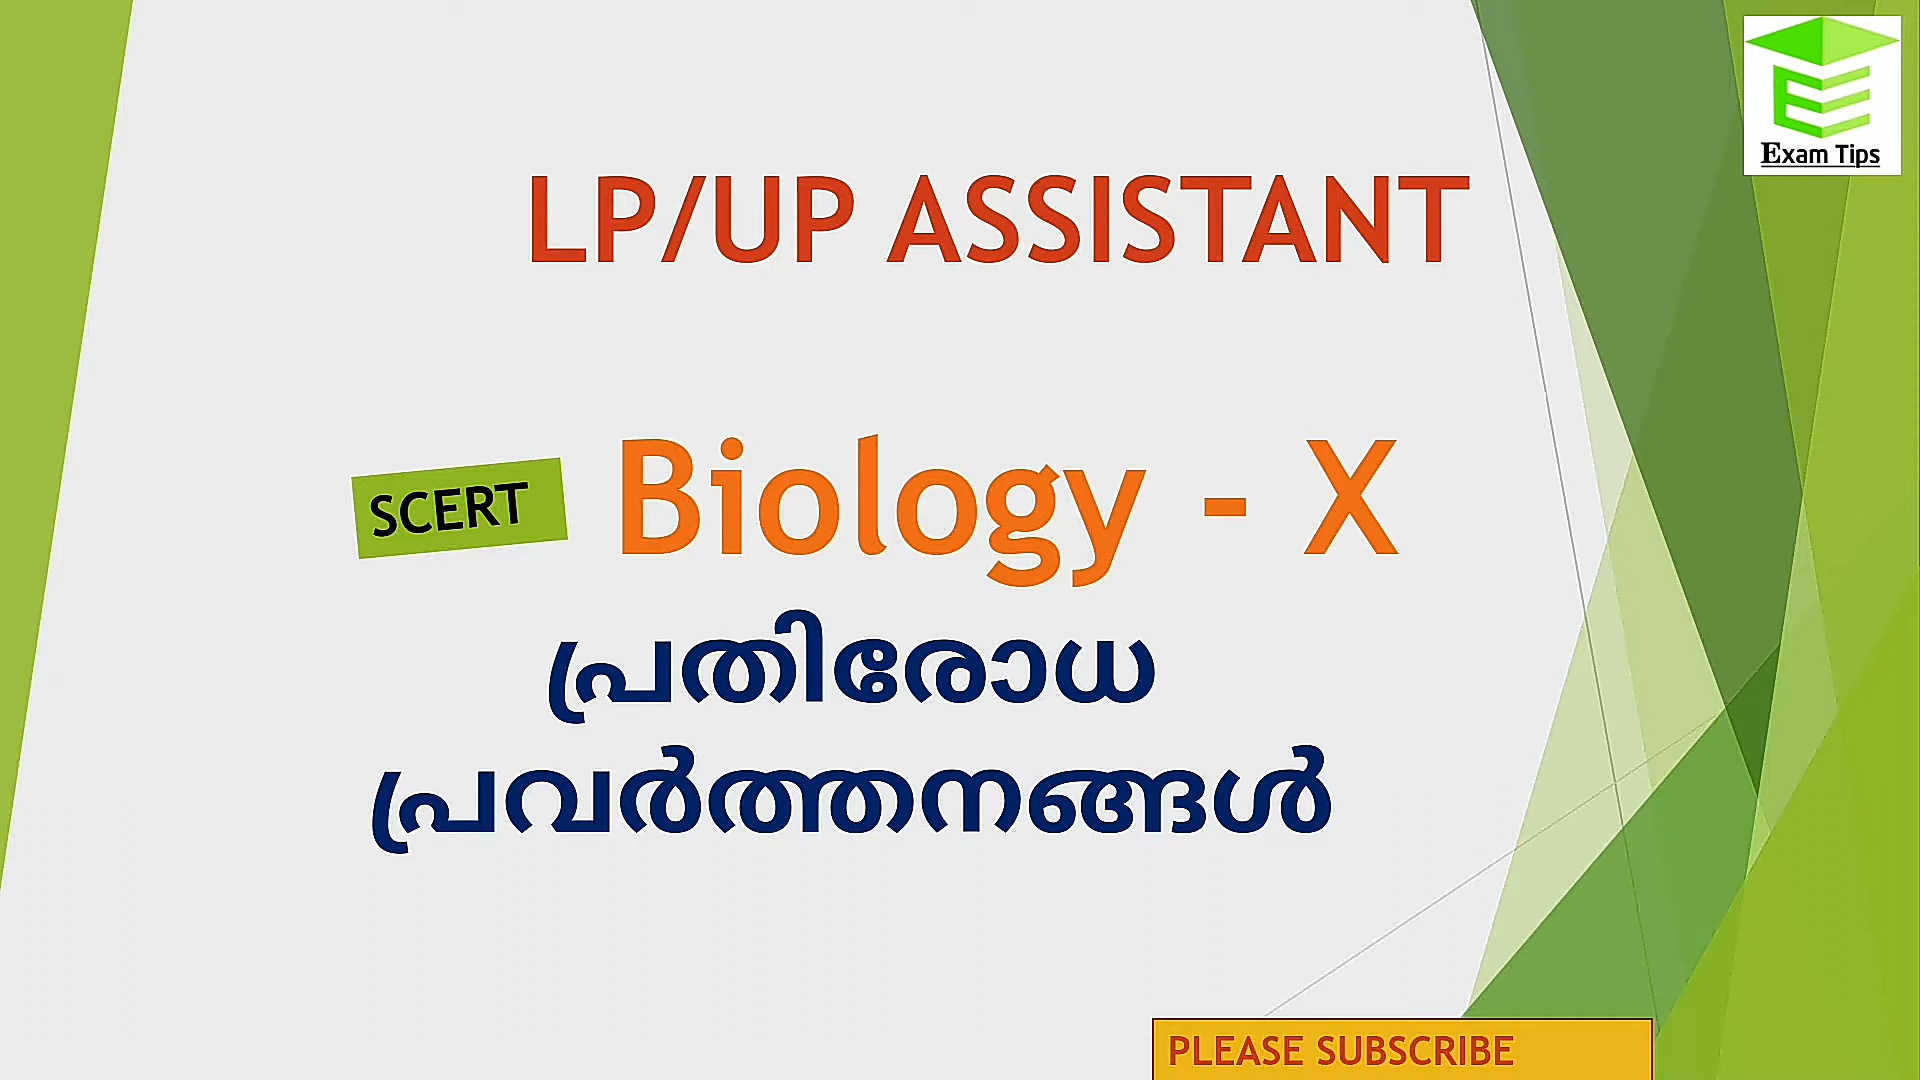 Exam Tips
LP/UP ASSISTANT
SCERT
Biology - X
പ്രതിരോധ
പ്രവർത്തനങ്ങൾ
PLEASE SUBSCRIBE